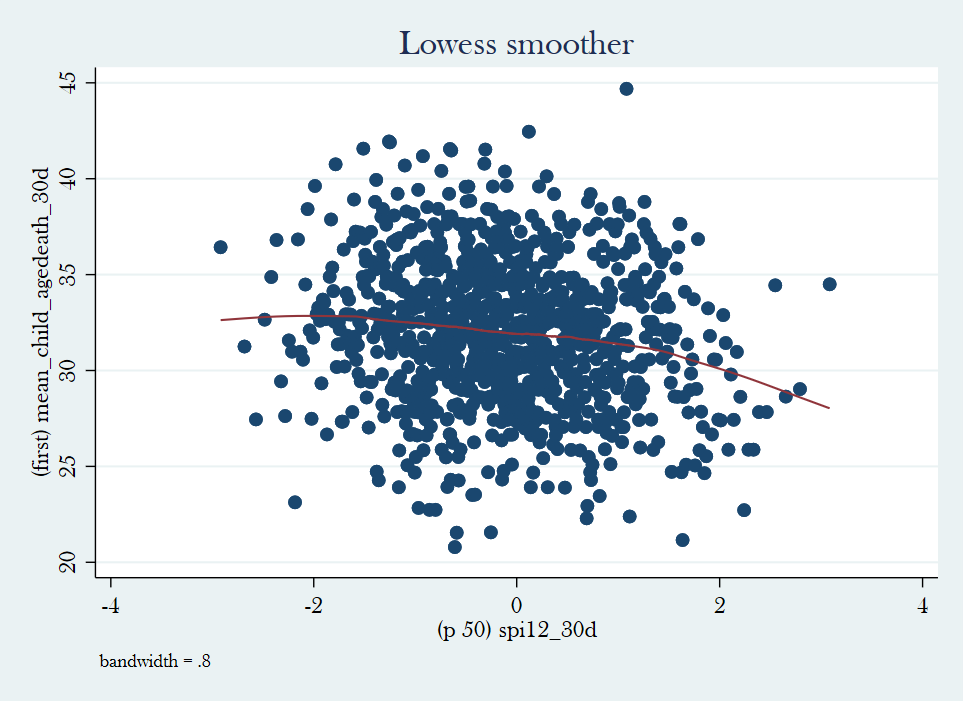 Lowess smoother
(first) mean_child_agedeath_30d
45
40
35
30
25
20
-4 -2 0 2 4
(p 50) spi12_30d
bandwidth = .8